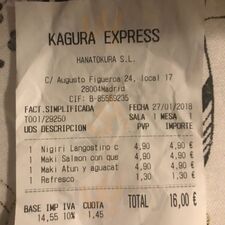 KAGURA EXPRESS
HANATOKURA S.L.
C/ Augusto Figueroa 24, local 17
28004Madrid
CIF: B-85559235
FACT.SIMPLIFICADA FECHA 27/01/2018
T001/29250 SALA 1 MESA 1
UDS DESCRIPCION PVP IMPORTE
1 Nigiri Langostino c 4,90 4,90 €
1 Maki Salmon con que 4,90 4,90 €
1 Maki Atun y aguacat 4,90 4,90 €
1 Refresco 1,30 1,30 €
BASE IMP IVA CUOTA TOTAL 16,00 €
14,55 10% 1,45